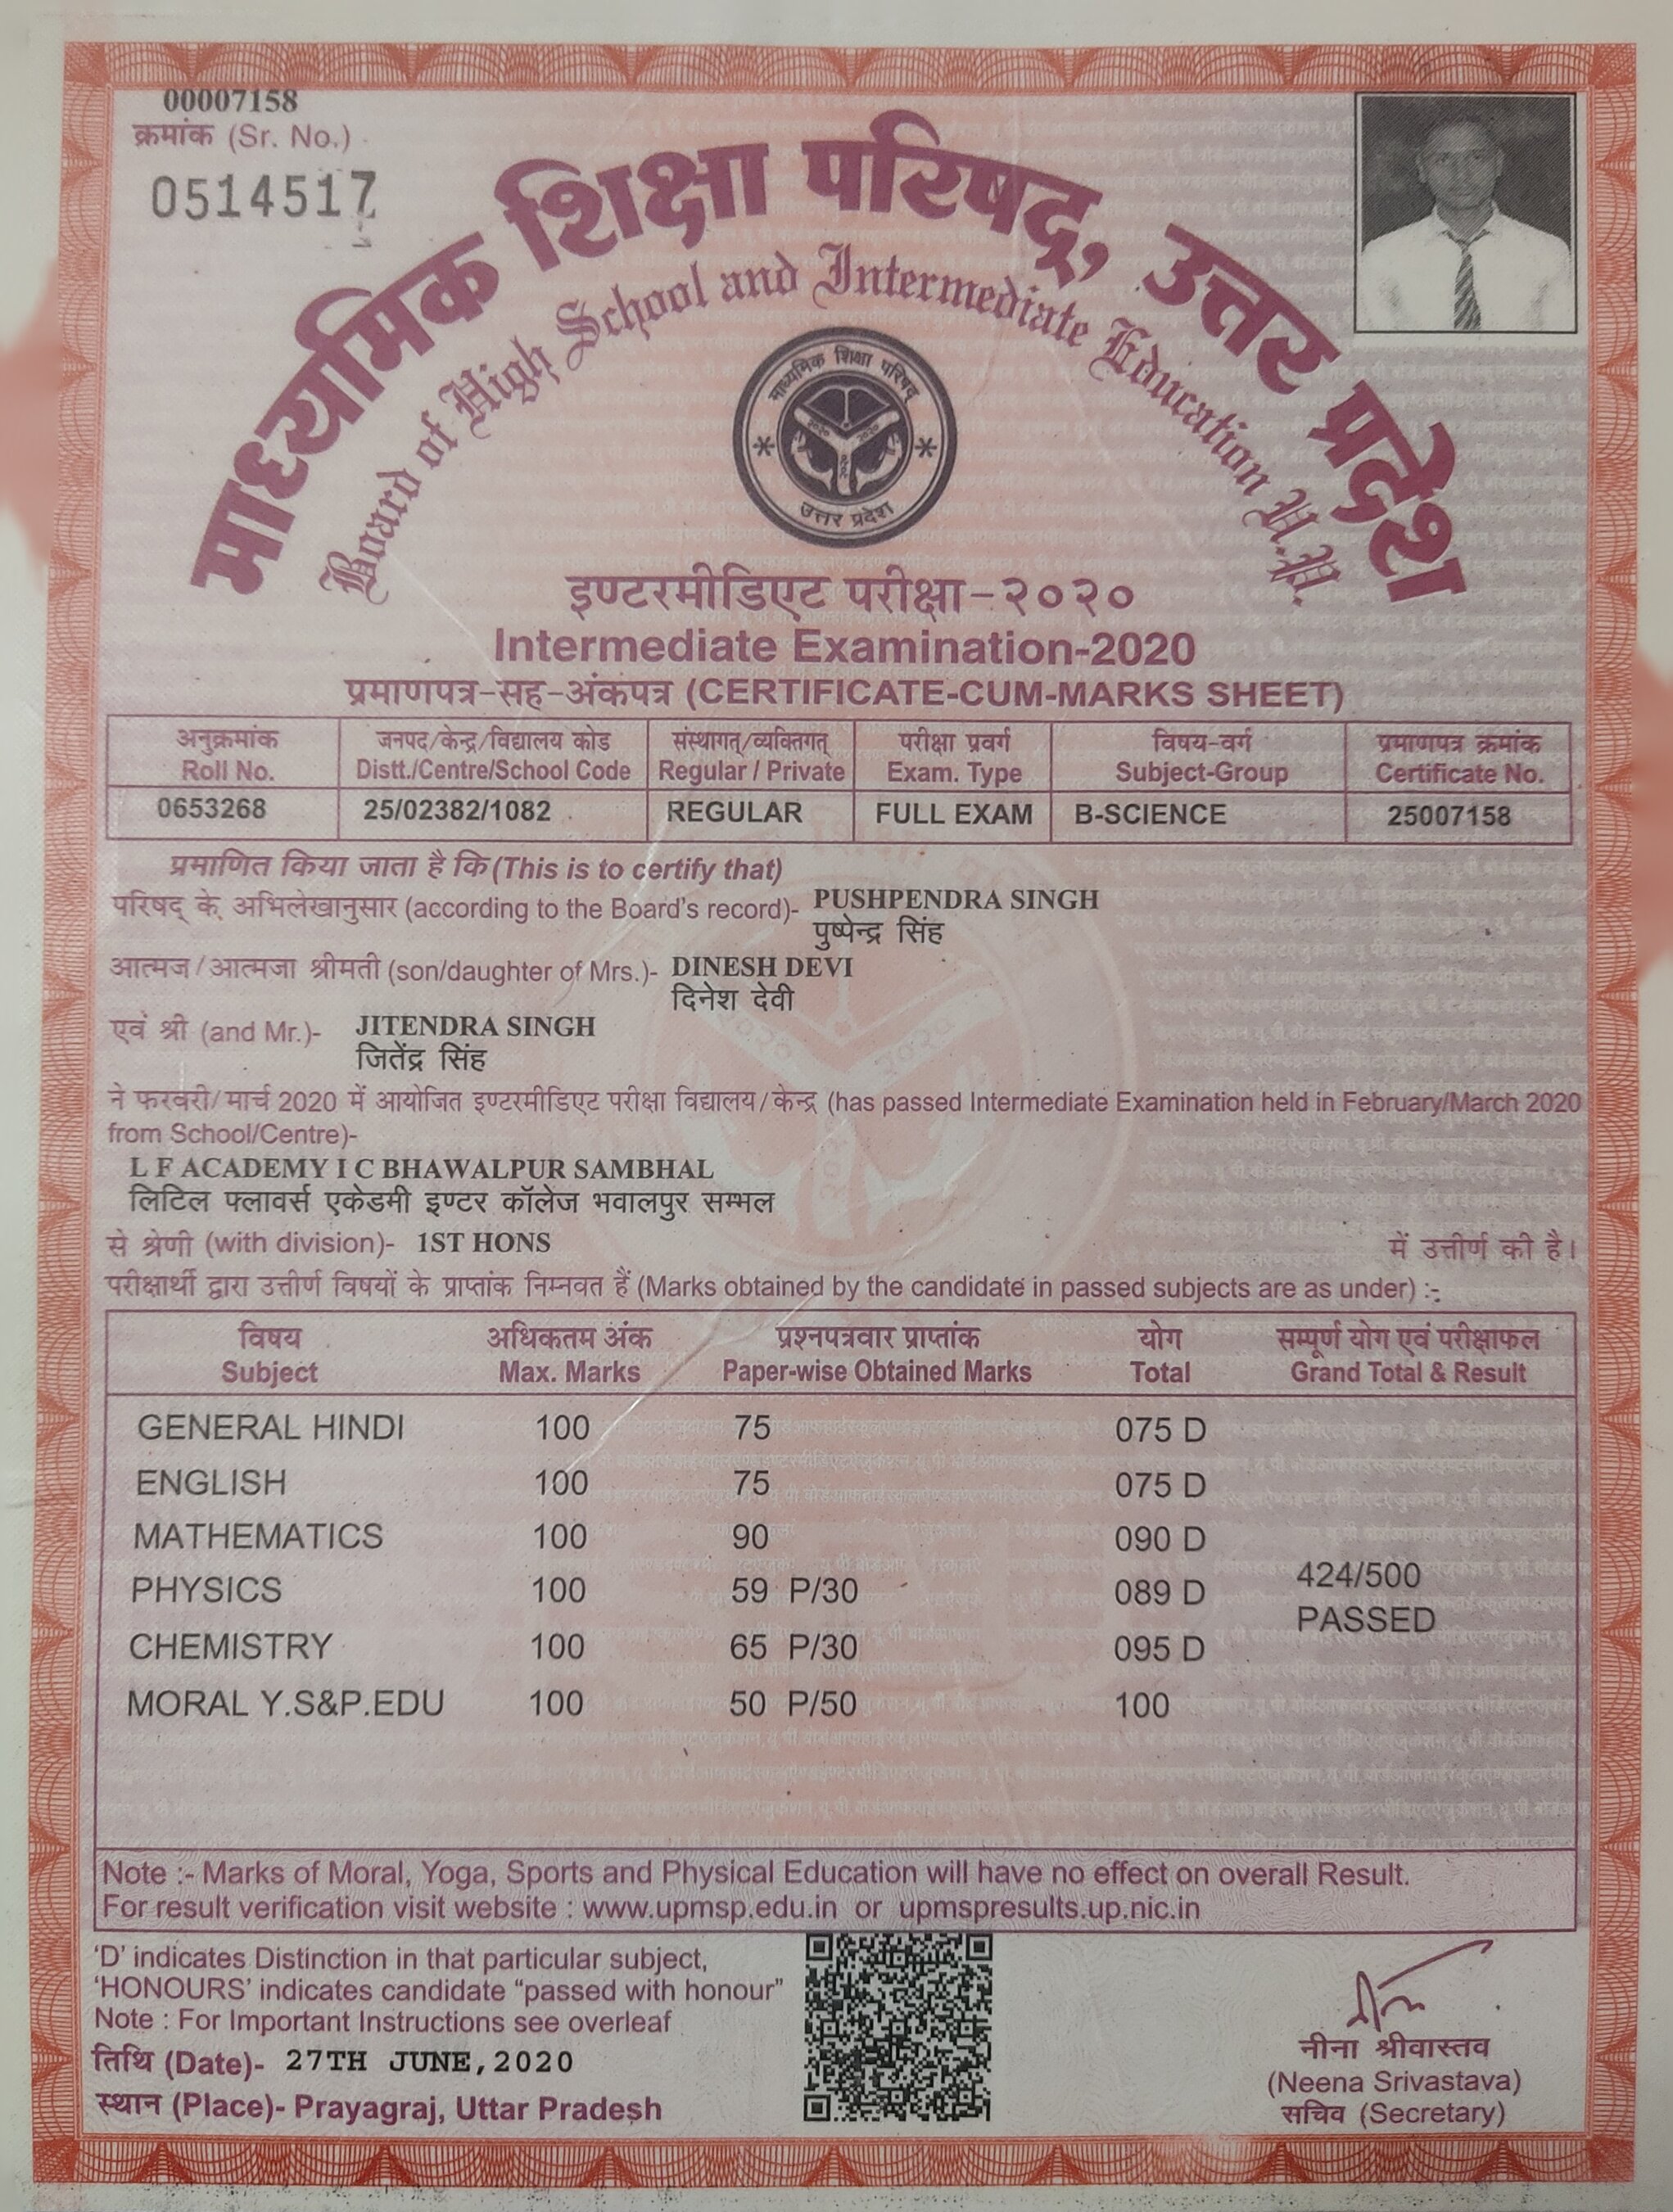 00007158
क्रमांक (Sr. No.)
0514517
माध्यमिक शिक्षा परिषद्, उत्तर प्रदेश
Board of High School and Intermediate Education U.P.
माध्यमिक शिक्षा परिषद्
उत्तर प्रदेश
इण्टरमीडिएट परीक्षा-२०२०
Intermediate Examination-2020
प्रमाणपत्र-सह-अंकपत्र (CERTIFICATE-CUM-MARKS SHEET)
अनुक्रमांक जनपद/केन्द्र/विद्यालय कोड संस्थागत्/व्यक्तिगत् परीक्षा प्रवर्ग विषय-वर्ग प्रमाणपत्र क्रमांक
Roll No. Distt./Centre/School Code Regular / Private Exam. Type Subject-Group Certificate No.
0653268 25/02382/1082 REGULAR FULL EXAM B-SCIENCE 25007158
प्रमाणित किया जाता है कि (This is to certify that)
परिषद् के अभिलेखानुसार (according to the Board's record)- PUSHPENDRA SINGH
पुष्पेन्द्र सिंह
आत्मज/आत्मजा श्रीमती (son/daughter of Mrs.)- DINESH DEVI
दिनेश देवी
एवं श्री (and Mr.)- JITENDRA SINGH
जितेंद्र सिंह
ने फरवरी/मार्च 2020 में आयोजित इण्टरमीडिएट परीक्षा विद्यालय/केन्द्र (has passed Intermediate Examination held in February/March 2020
from School/Centre)-
L F ACADEMY I C BHAWALPUR SAMBHAL
लिटिल फ्लावर्स एकेडमी इण्टर कॉलेज भवालपुर सम्भल
से श्रेणी (with division)- 1ST HONS में उत्तीर्ण की है।
परीक्षार्थी द्वारा उत्तीर्ण विषयों के प्राप्तांक निम्नवत हैं (Marks obtained by the candidate in passed subjects are as under) :-
विषय अधिकतम अंक प्रश्नपत्रवार प्राप्तांक योग सम्पूर्ण योग एवं परीक्षाफल
Subject Max. Marks Paper-wise Obtained Marks Total Grand Total & Result
GENERAL HINDI 100 75 075 D
ENGLISH 100 75 075 D
MATHEMATICS 100 90 090 D
PHYSICS 100 59 P/30 089 D 424/500
PASSED
CHEMISTRY 100 65 P/30 095 D
MORAL Y.S&P.EDU 100 50 P/50 100
Note :- Marks of Moral, Yoga, Sports and Physical Education will have no effect on overall Result.
For result verification visit website : www.upmsp.edu.in or upmspresults.up.nic.in
'D' indicates Distinction in that particular subject,
'HONOURS' indicates candidate "passed with honour"
Note : For Important Instructions see overleaf
तिथि (Date)- 27TH JUNE, 2020
स्थान (Place)- Prayagraj, Uttar Pradesh
नीना श्रीवास्तव
(Neena Srivastava)
सचिव (Secretary)